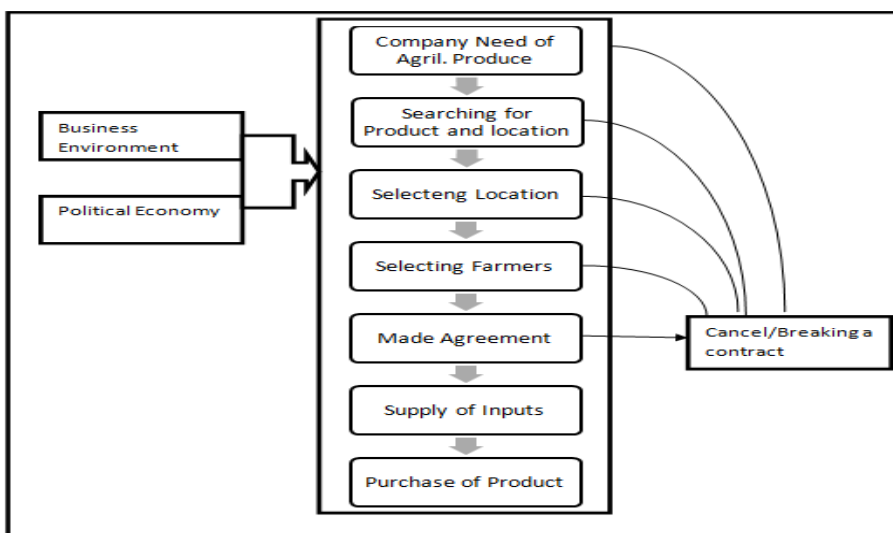 Company Need of
Agril. Produce
Searching for
Product and location
Business
Environment
Selecteng Location
Political Economy
Selecting Farmers
Made Agreement
Cancel/Breaking a
contract
Supply of Inputs
Purchase of Product